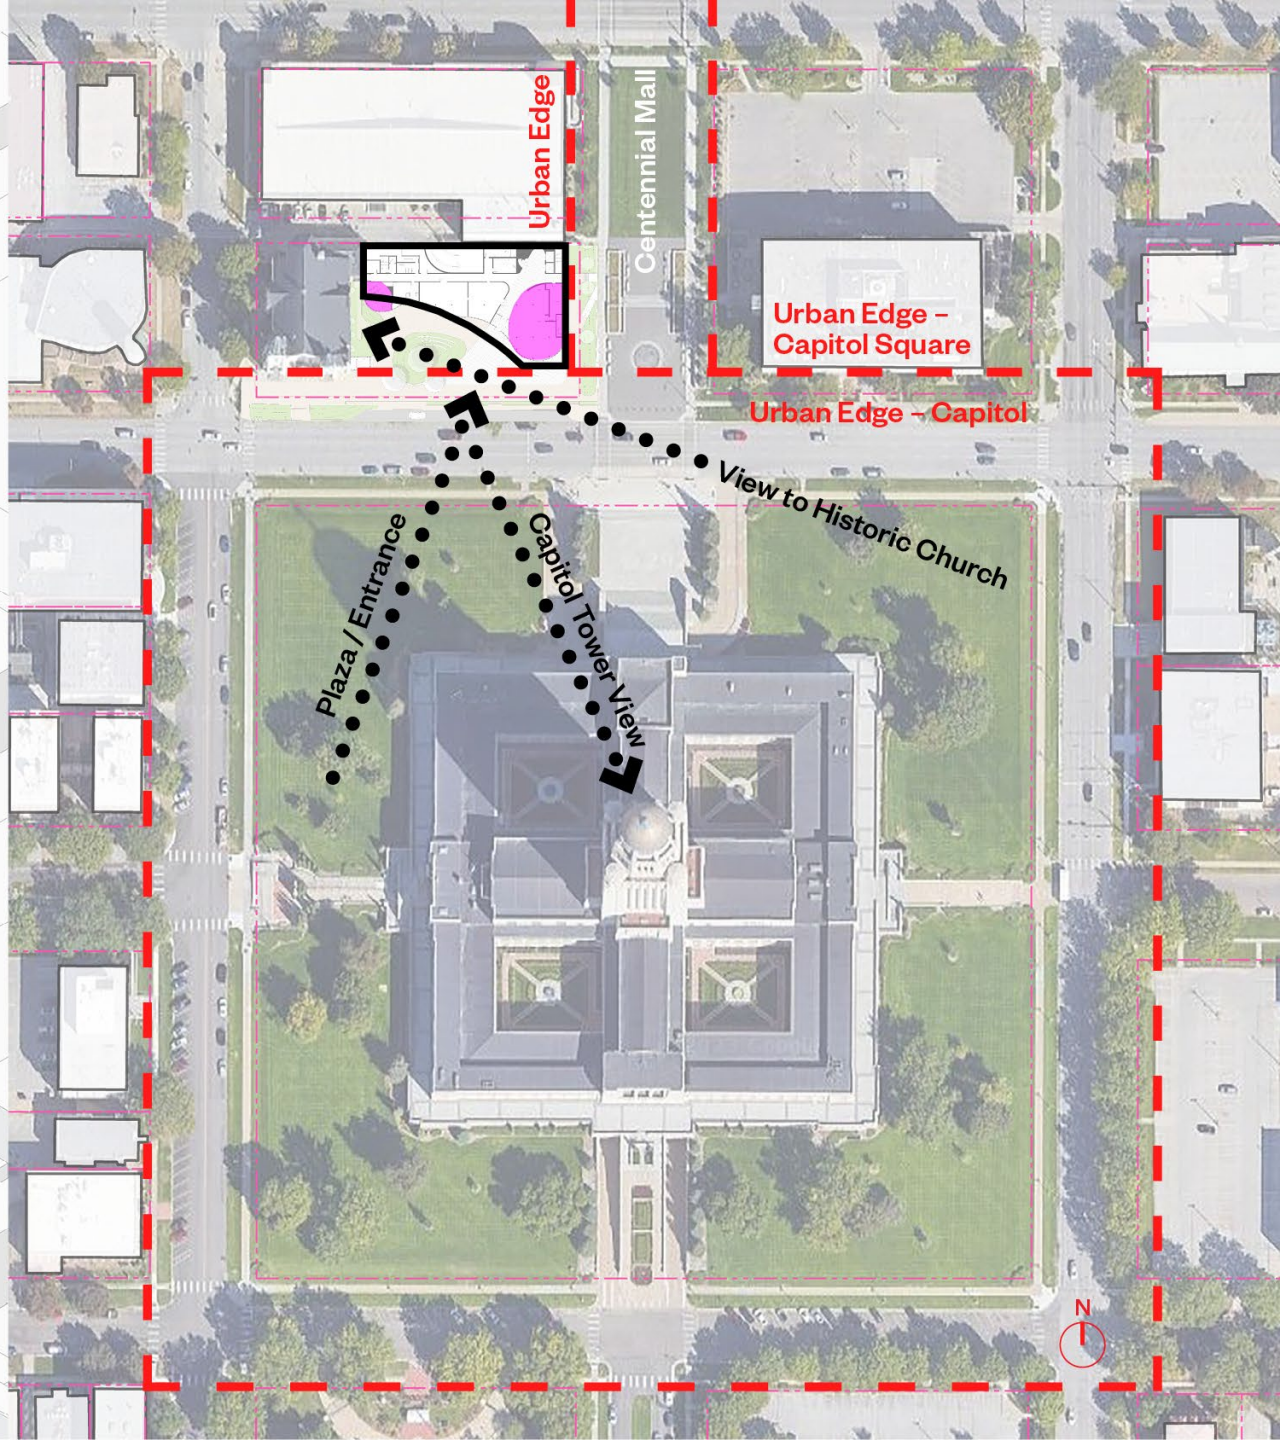 Urban Edge
Centennial Mall
Urban Edge –
Capitol Square
Urban Edge – Capitol
View to Historic Church
Plaza / Entrance
Capitol Tower View
N